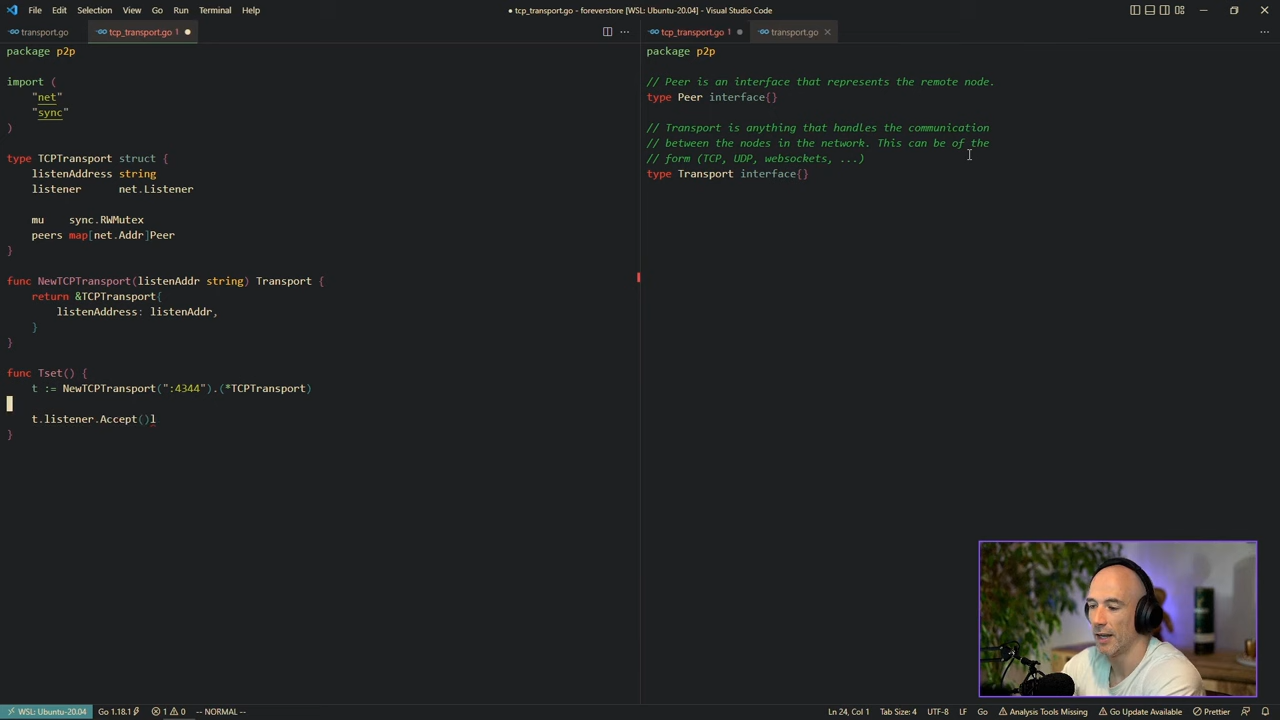 File Edit Selection View Go Run Terminal Help
● tcp_transport.go - foreverstore [WSL: Ubuntu-20.04] - Visual Studio Code
transport.go
tcp_transport.go 1 ●
package p2p
import (
"net"
"sync"
)
type TCPTransport struct {
listenAddress string
listener net.Listener
mu sync.RWMutex
peers map[net.Addr]Peer
}
func NewTCPTransport(listenAddr string) Transport {
return &TCPTransport{
listenAddress: listenAddr,
}
}
func Tset() {
t := NewTCPTransport(":4344").(*TCPTransport)
t.listener.Accept()l
}
tcp_transport.go 1 ●
transport.go
package p2p
// Peer is an interface that represents the remote node.
type Peer interface{}
// Transport is anything that handles the communication
// between the nodes in the network. This can be of the
// form (TCP, UDP, websockets, ...)
type Transport interface{}
WSL: Ubuntu-20.04 Go 1.18.1 1 0 -- NORMAL --
Ln 24, Col 1 Tab Size: 4 UTF-8 LF Go Analysis Tools Missing Go Update Available Prettier